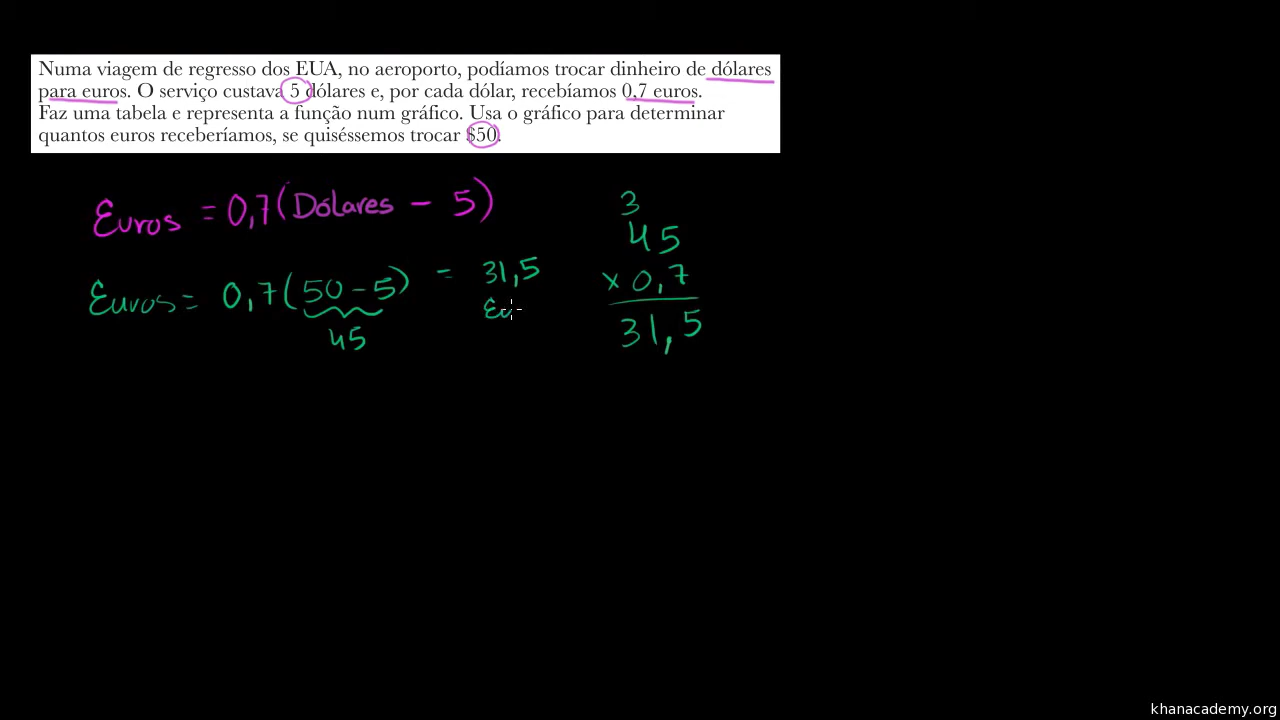 Numa viagem de regresso dos EUA, no aeroporto, podíamos trocar dinheiro de dólares
para euros. O serviço custava 5 dólares e, por cada dólar, recebíamos 0,7 euros.
Faz uma tabela e representa a função num gráfico. Usa o gráfico para determinar
quantos euros receberíamos, se quiséssemos trocar $50.
Euros = 0,7(Dólares - 5)
Euros = 0,7(50-5) = 31,5
Eu
45
3
45
x 0,7
31,5
khanacademy.org